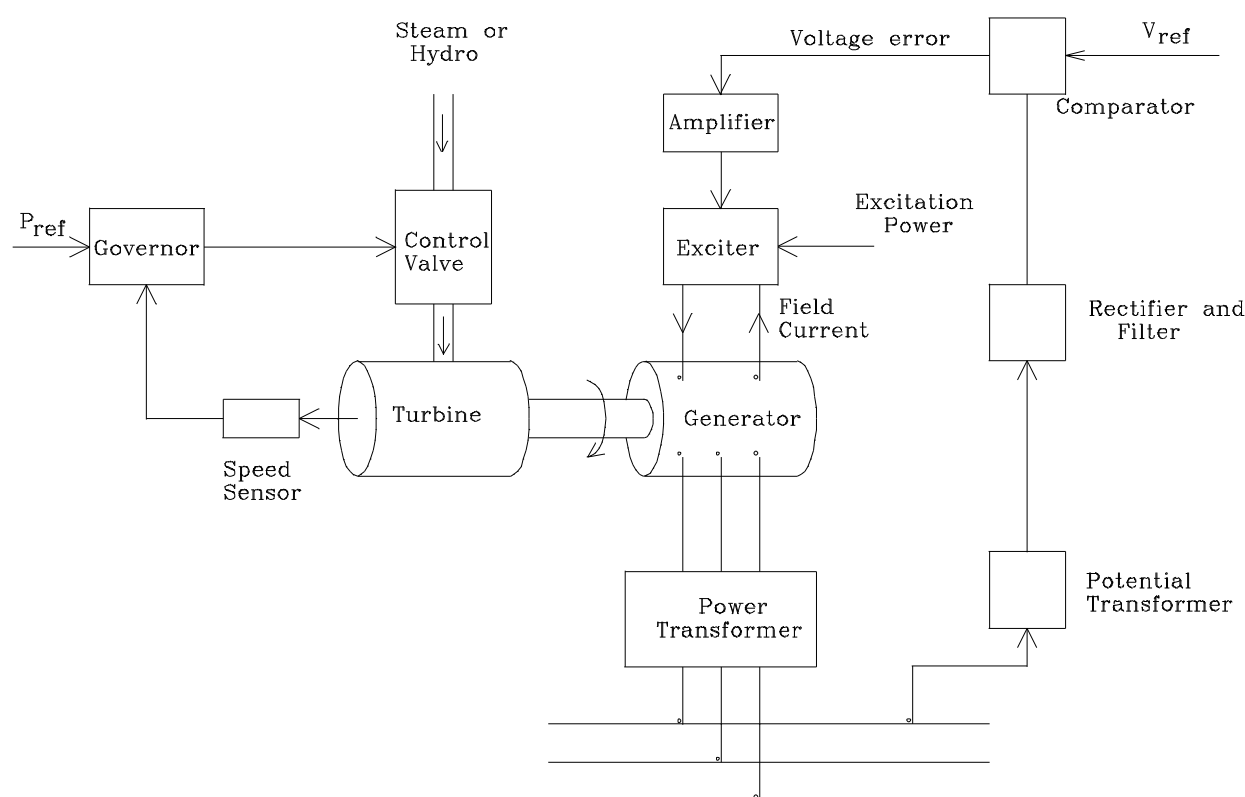 Steam or
Hydro
Voltage error
Vref
Comparator
Amplifier
Pref
Governor
Control
Valve
Exciter
Excitation
Power
Field
Current
Rectifier and
Filter
Turbine
Generator
Speed
Sensor
Power
Transformer
Potential
Transformer